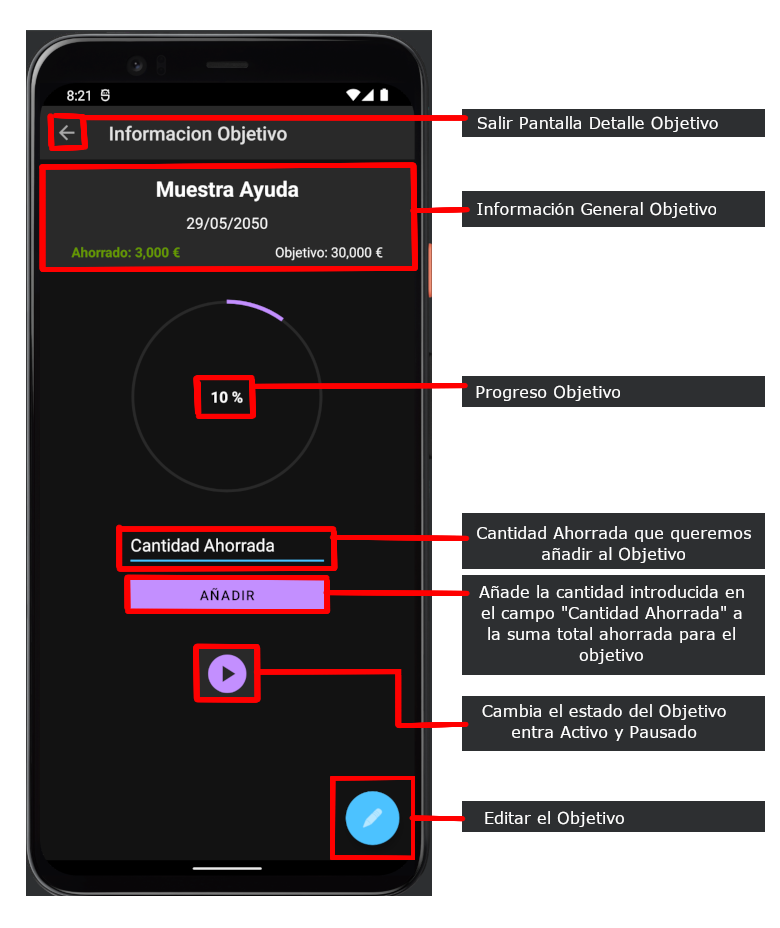 8:21
Informacion Objetivo
Salir Pantalla Detalle Objetivo
Muestra Ayuda
29/05/2050
Ahorrado: 3,000 € Objetivo: 30,000 €
Información General Objetivo
10 %
Progreso Objetivo
Cantidad Ahorrada
Cantidad Ahorrada que queremos
añadir al Objetivo
AÑADIR
Añade la cantidad introducida en
el campo "Cantidad Ahorrada" a
la suma total ahorrada para el
objetivo
Cambia el estado del Objetivo
entra Activo y Pausado
Editar el Objetivo